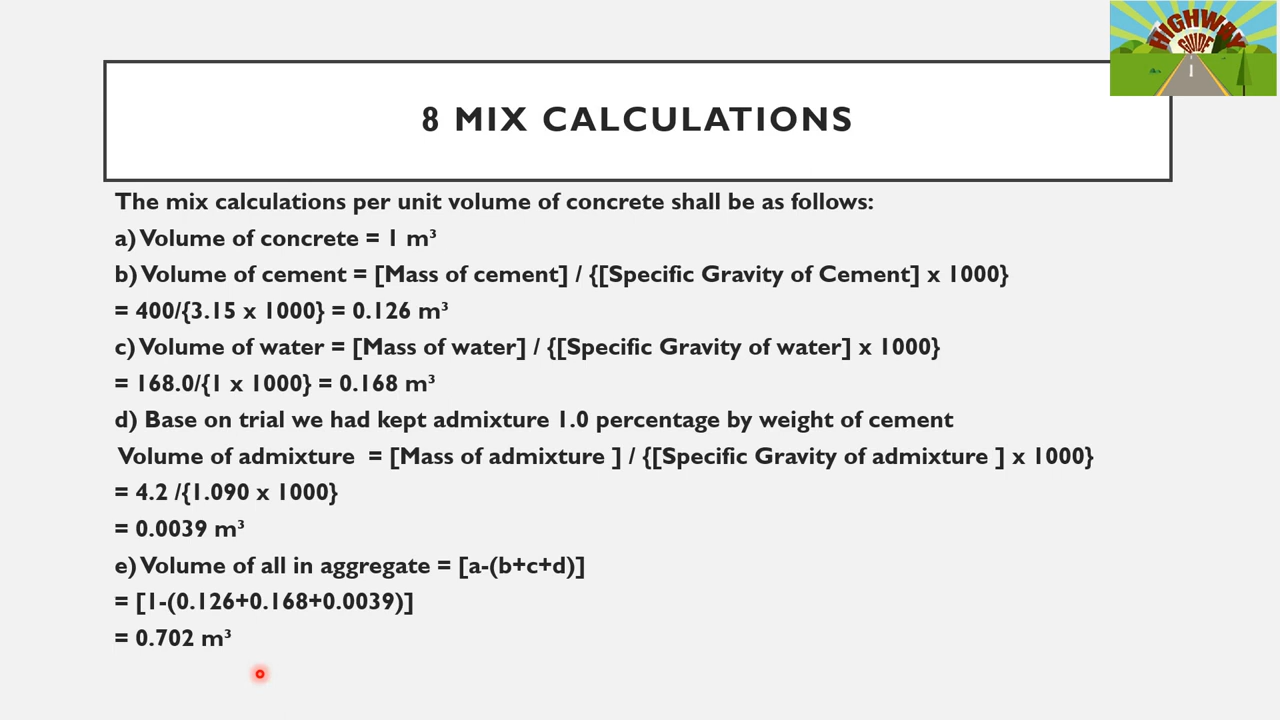 HIGHWAY
GUIDE
8 MIX CALCULATIONS
The mix calculations per unit volume of concrete shall be as follows:
a) Volume of concrete = 1 m³
b) Volume of cement = [Mass of cement] / {[Specific Gravity of Cement] x 1000}
= 400/{3.15 x 1000} = 0.126 m³
c) Volume of water = [Mass of water] / {[Specific Gravity of water] x 1000}
= 168.0/{1 x 1000} = 0.168 m³
d) Base on trial we had kept admixture 1.0 percentage by weight of cement
Volume of admixture = [Mass of admixture ] / {[Specific Gravity of admixture ] x 1000}
= 4.2 /{1.090 x 1000}
= 0.0039 m³
e) Volume of all in aggregate = [a-(b+c+d)]
= [1-(0.126+0.168+0.0039)]
= 0.702 m³